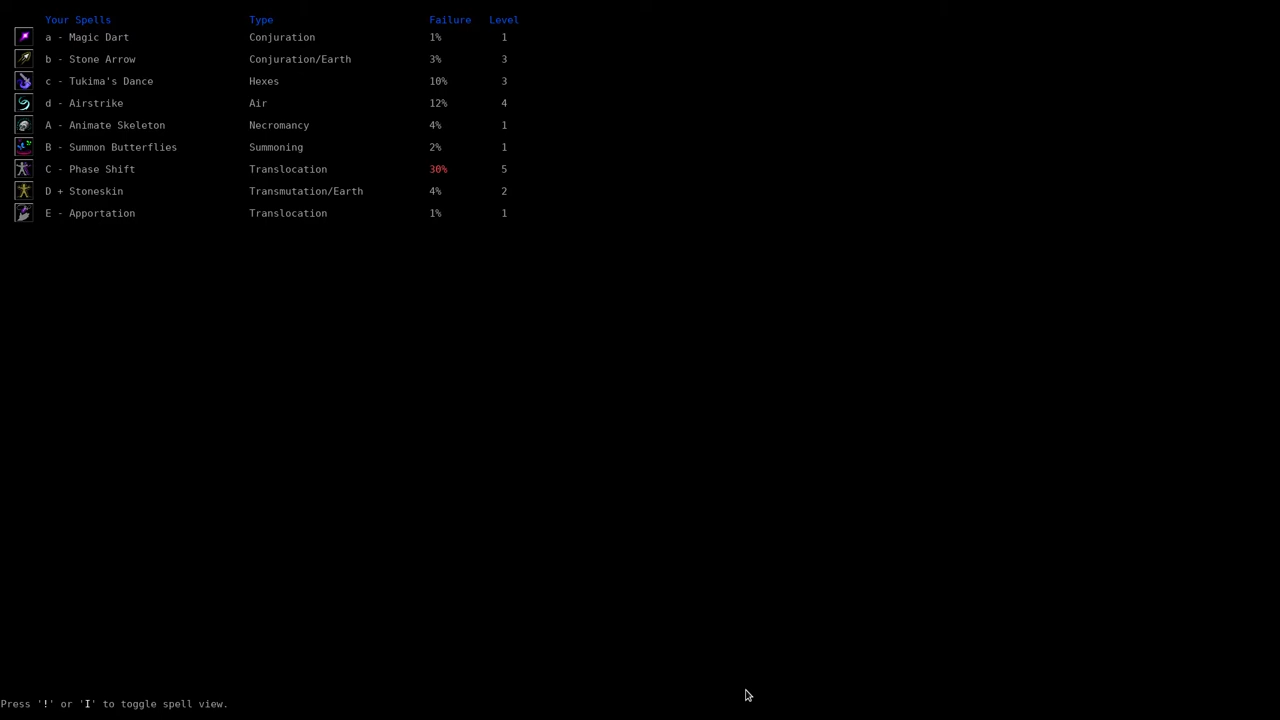 Your Spells Type Failure Level
a - Magic Dart Conjuration 1% 1
b - Stone Arrow Conjuration/Earth 3% 3
c - Tukima's Dance Hexes 10% 3
d - Airstrike Air 12% 4
A - Animate Skeleton Necromancy 4% 1
B - Summon Butterflies Summoning 2% 1
C - Phase Shift Translocation 30% 5
D + Stoneskin Transmutation/Earth 4% 2
E - Apportation Translocation 1% 1
Press '!' or 'I' to toggle spell view.